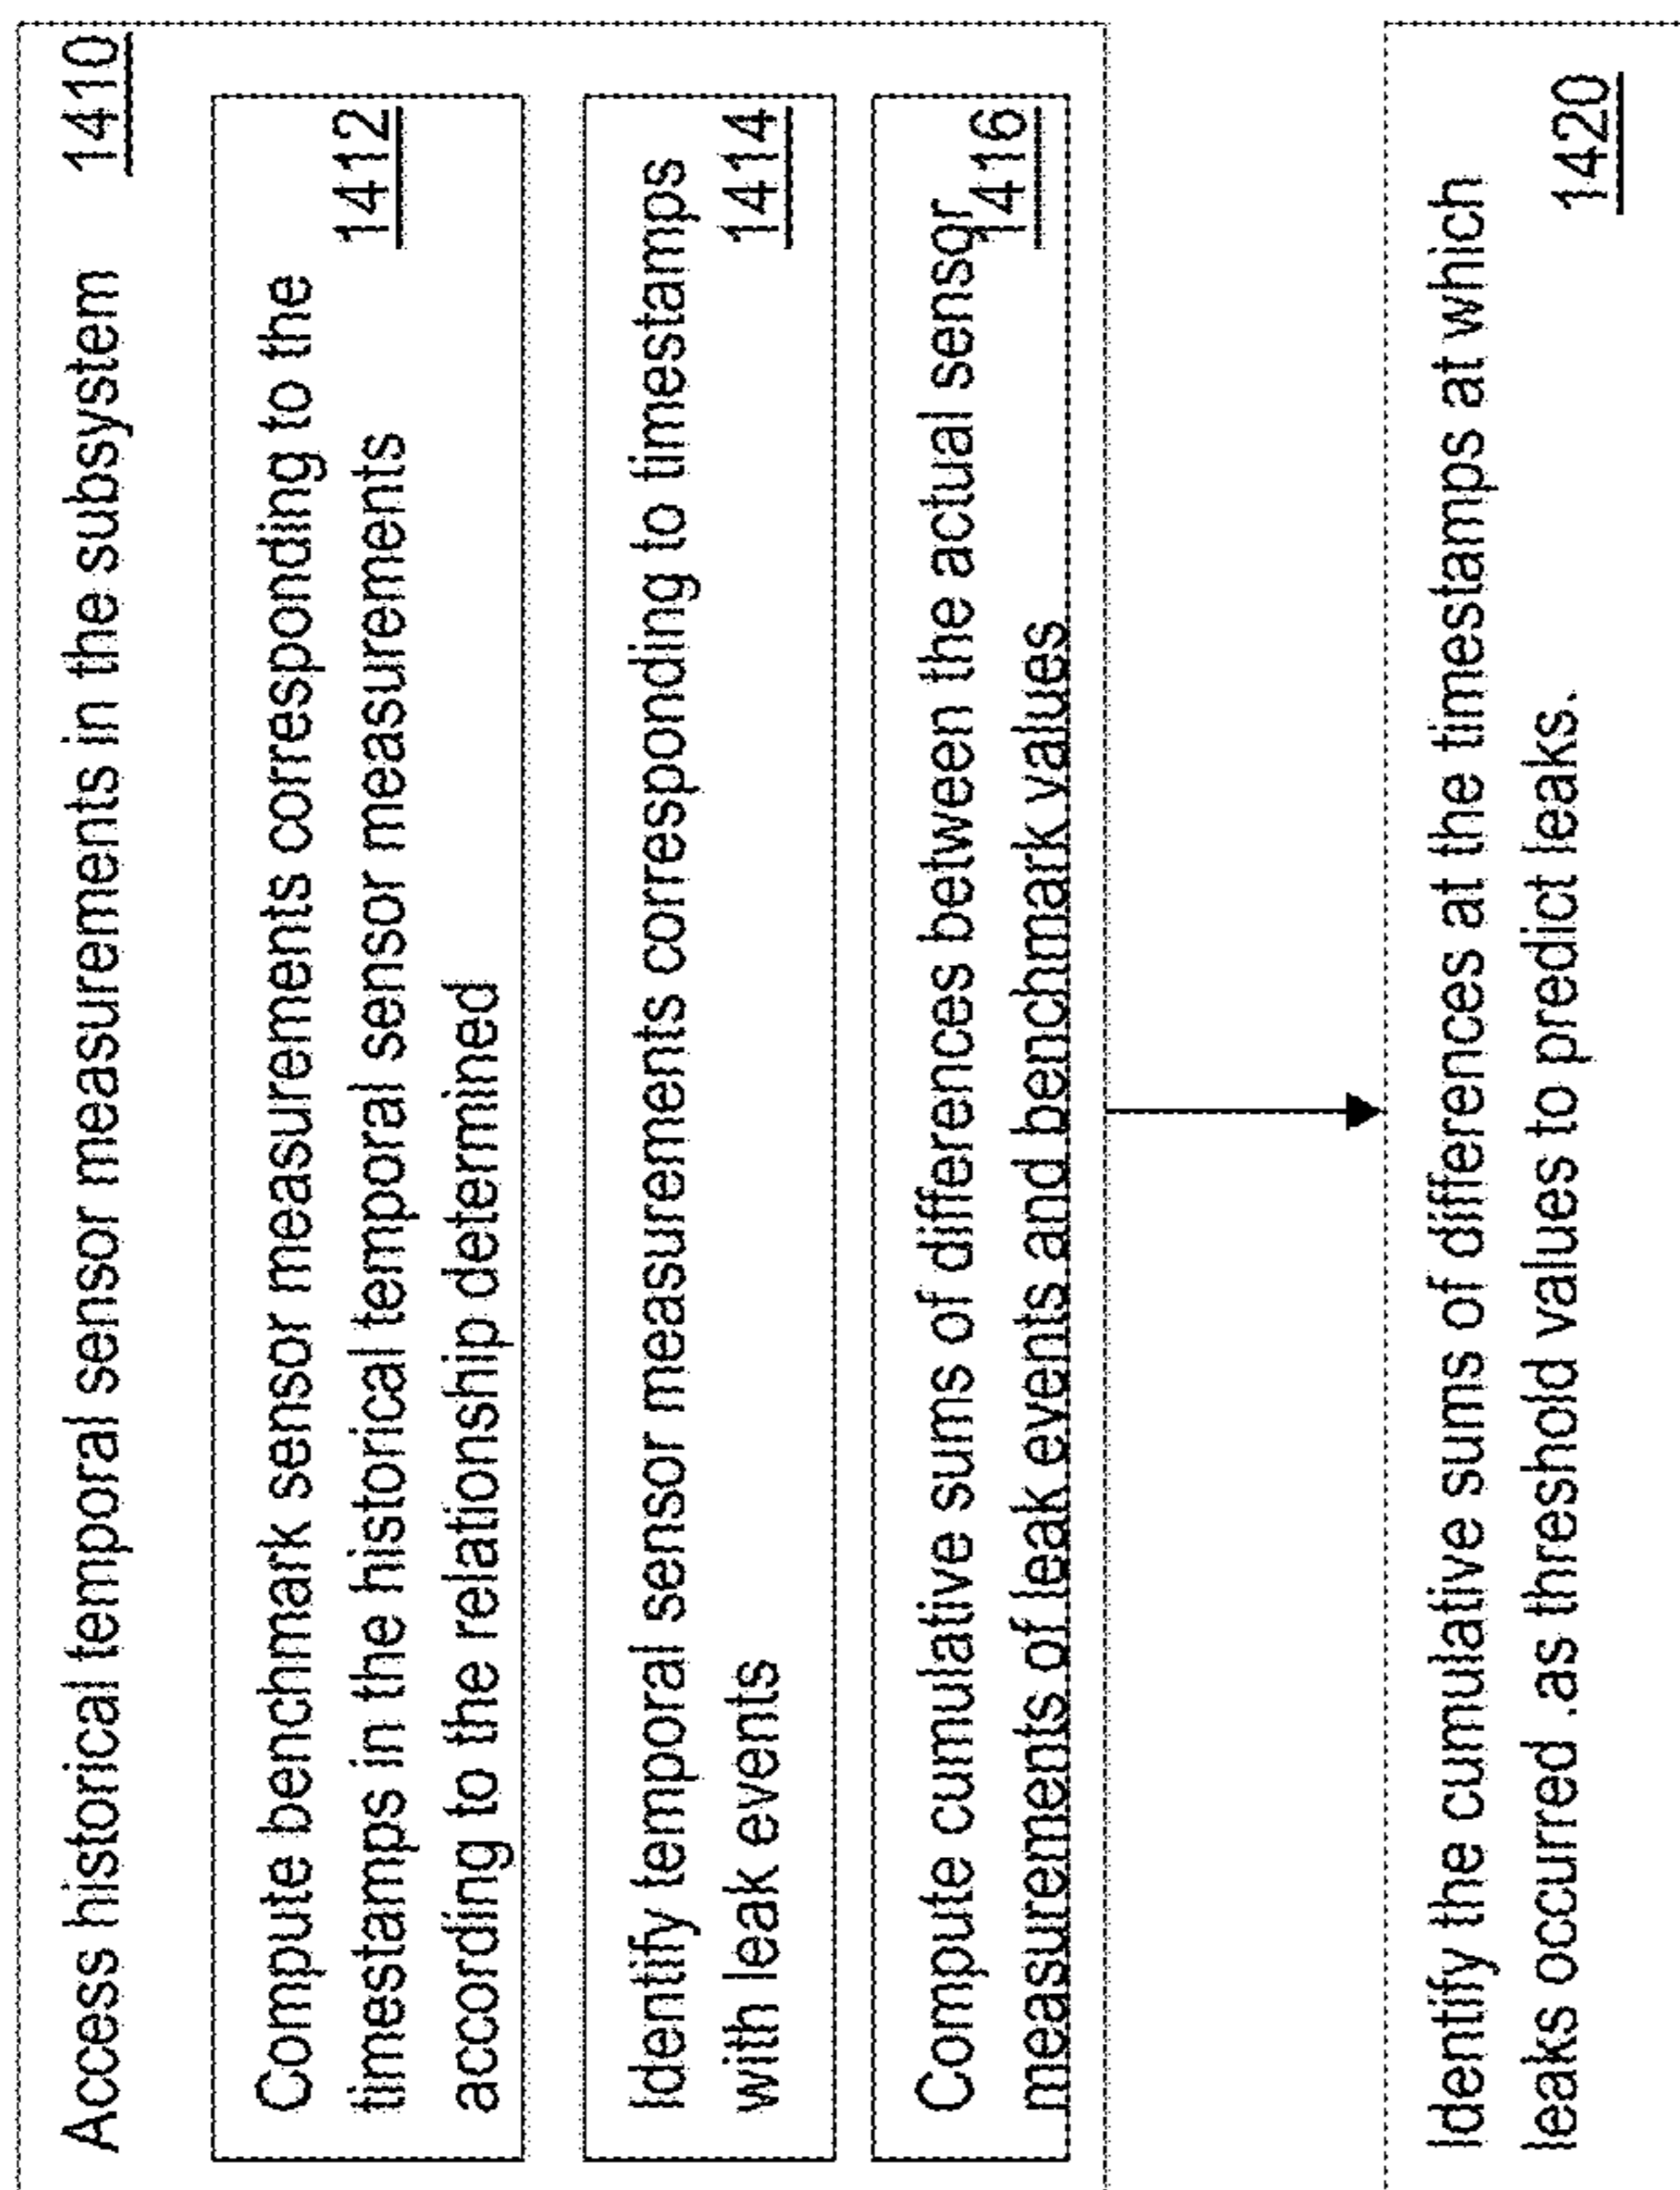 Access historical temporal sensor measurements in the subsystem 1410
Compute benchmark sensor measurements corresponding to the
timestamps in the historical temporal sensor measurements 1412
according to the relationship determined
Identify temporal sensor measurements corresponding to timestamps
with leak events 1414
Compute cumulative sums of differences between the actual sensor
measurements of leak events and benchmark values 1416
Identify the cumulative sums of differences at the timestamps at which
leaks occurred .as threshold values to predict leaks. 1420